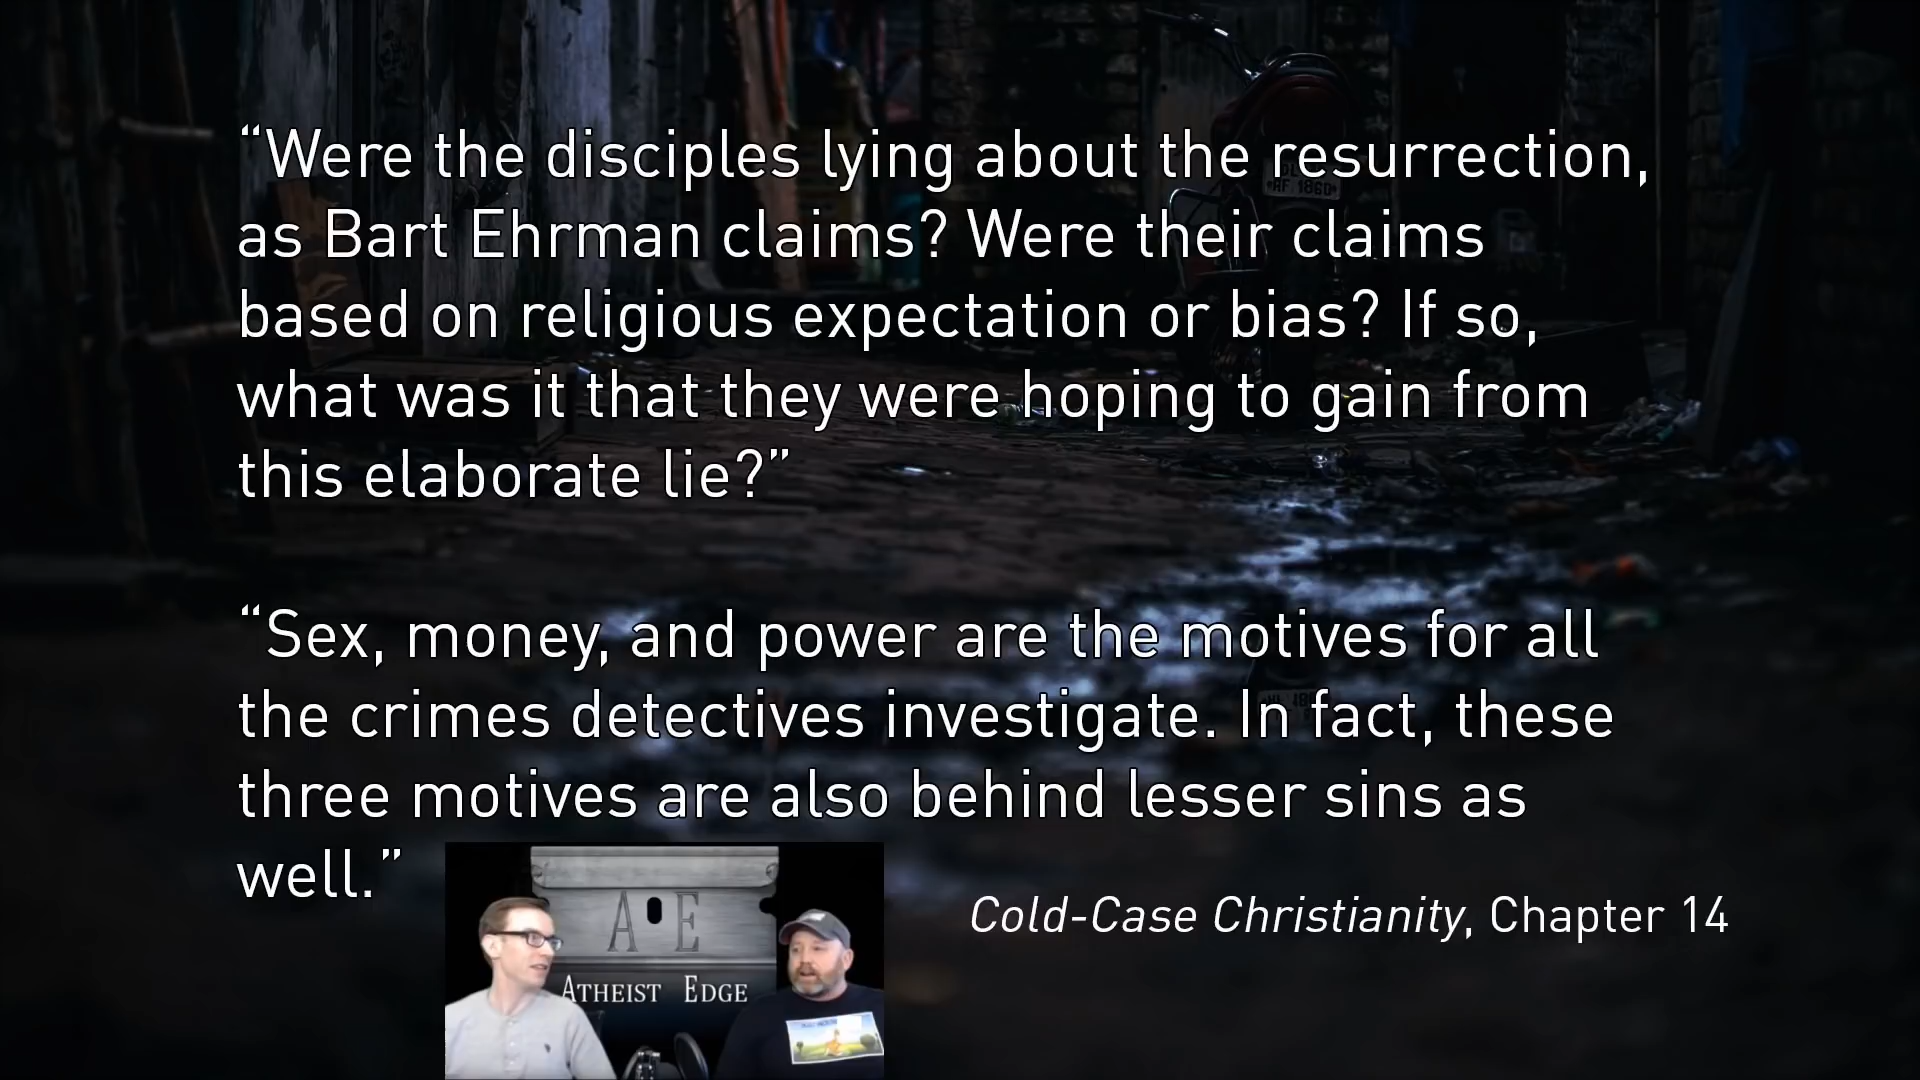 “Were the disciples lying about the resurrection,
as Bart Ehrman claims? Were their claims
based on religious expectation or bias? If so,
what was it that they were hoping to gain from
this elaborate lie?”
“Sex, money, and power are the motives for all
the crimes detectives investigate. In fact, these
three motives are also behind lesser sins as
well.”
Cold-Case Christianity, Chapter 14
A E
ATHEIST EDGE